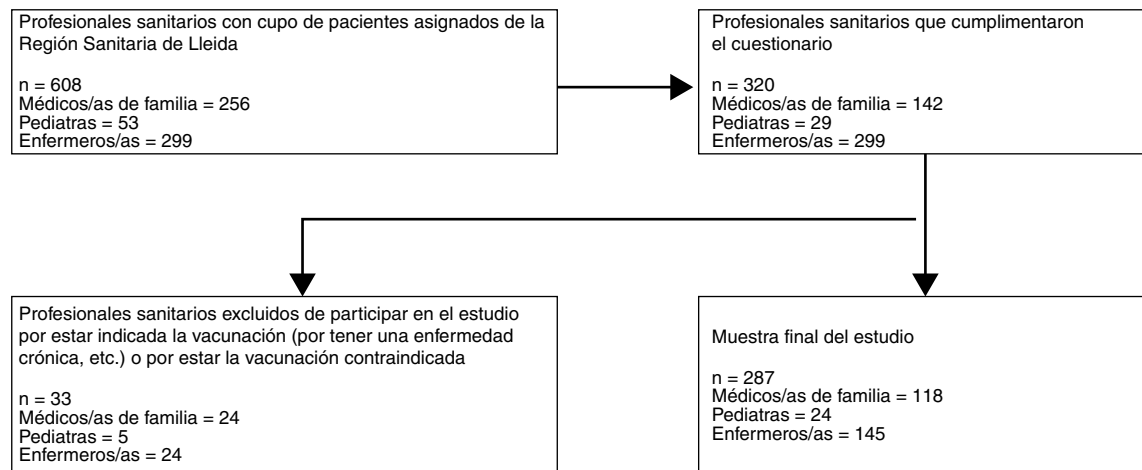 Profesionales sanitarios con cupo de pacientes asignados de la
Región Sanitaria de Lleida
n = 608
Médicos/as de familia = 256
Pediatras = 53
Enfermeros/as = 299
Profesionales sanitarios que cumplimentaron
el cuestionario
n = 320
Médicos/as de familia = 142
Pediatras = 29
Enfermeros/as = 299
Profesionales sanitarios excluidos de participar en el estudio
por estar indicada la vacunación (por tener una enfermedad
crónica, etc.) o por estar la vacunación contraindicada
n = 33
Médicos/as de familia = 24
Pediatras = 5
Enfermeros/as = 24
Muestra final del estudio
n = 287
Médicos/as de familia = 118
Pediatras = 24
Enfermeros/as = 145